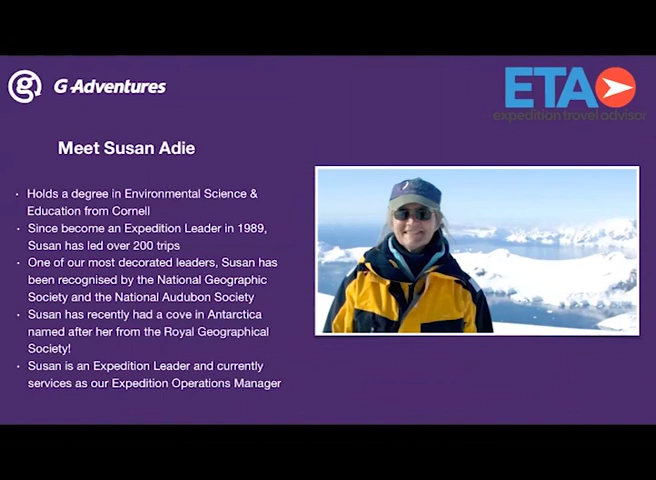 G Adventures
ETA
expedition travel advisor
Meet Susan Adie
• Holds a degree in Environmental Science &
Education from Cornell
• Since become an Expedition Leader in 1989,
Susan has led over 200 trips
• One of our most decorated leaders, Susan has
been recognised by the National Geographic
Society and the National Audubon Society
• Susan has recently had a cove in Antarctica
named after her from the Royal Geographical
Society!
• Susan is an Expedition Leader and currently
services as our Expedition Operations Manager